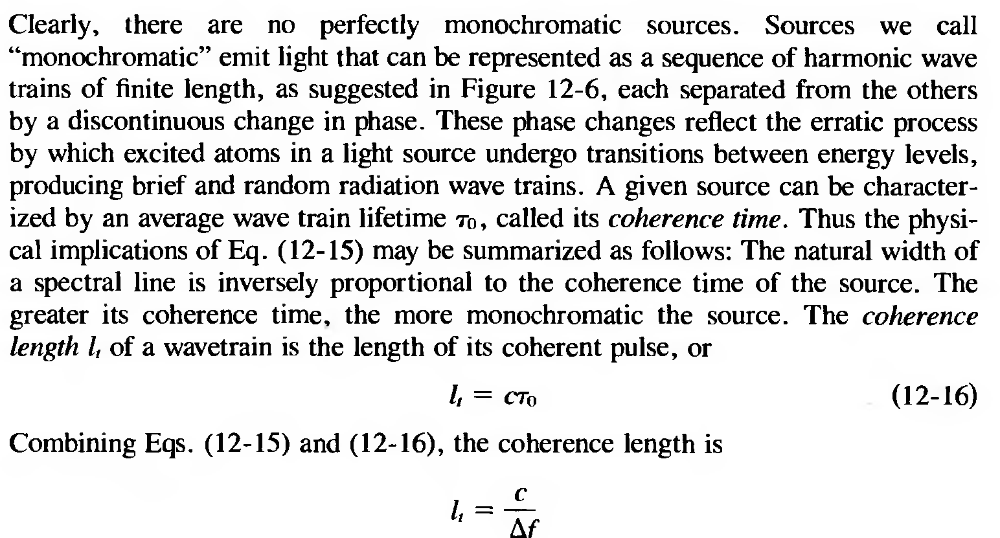 Clearly, there are no perfectly monochromatic sources. Sources we call
“monochromatic” emit light that can be represented as a sequence of harmonic wave
trains of finite length, as suggested in Figure 12-6, each separated from the others
by a discontinuous change in phase. These phase changes reflect the erratic process
by which excited atoms in a light source undergo transitions between energy levels,
producing brief and random radiation wave trains. A given source can be character-
ized by an average wave train lifetime τ₀, called its coherence time. Thus the physi-
cal implications of Eq. (12-15) may be summarized as follows: The natural width of
a spectral line is inversely proportional to the coherence time of the source. The
greater its coherence time, the more monochromatic the source. The coherence
length lₜ of a wavetrain is the length of its coherent pulse, or
lₜ = cτ₀ (12-16)
Combining Eqs. (12-15) and (12-16), the coherence length is
lₜ = c/Δf